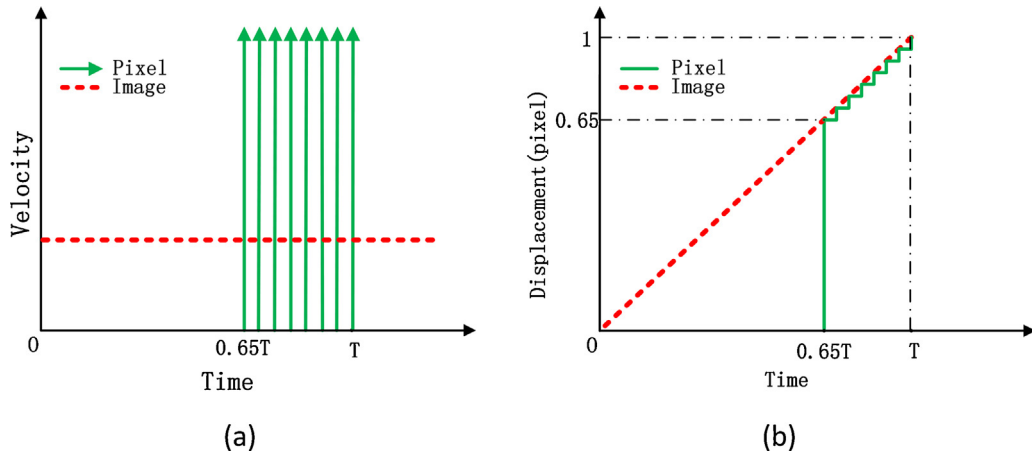 Velocity
Pixel
Image
0
0.65T
T
Time
(a)
Displacement(pixel)
1
0.65
Pixel
Image
0
0.65T
T
Time
(b)